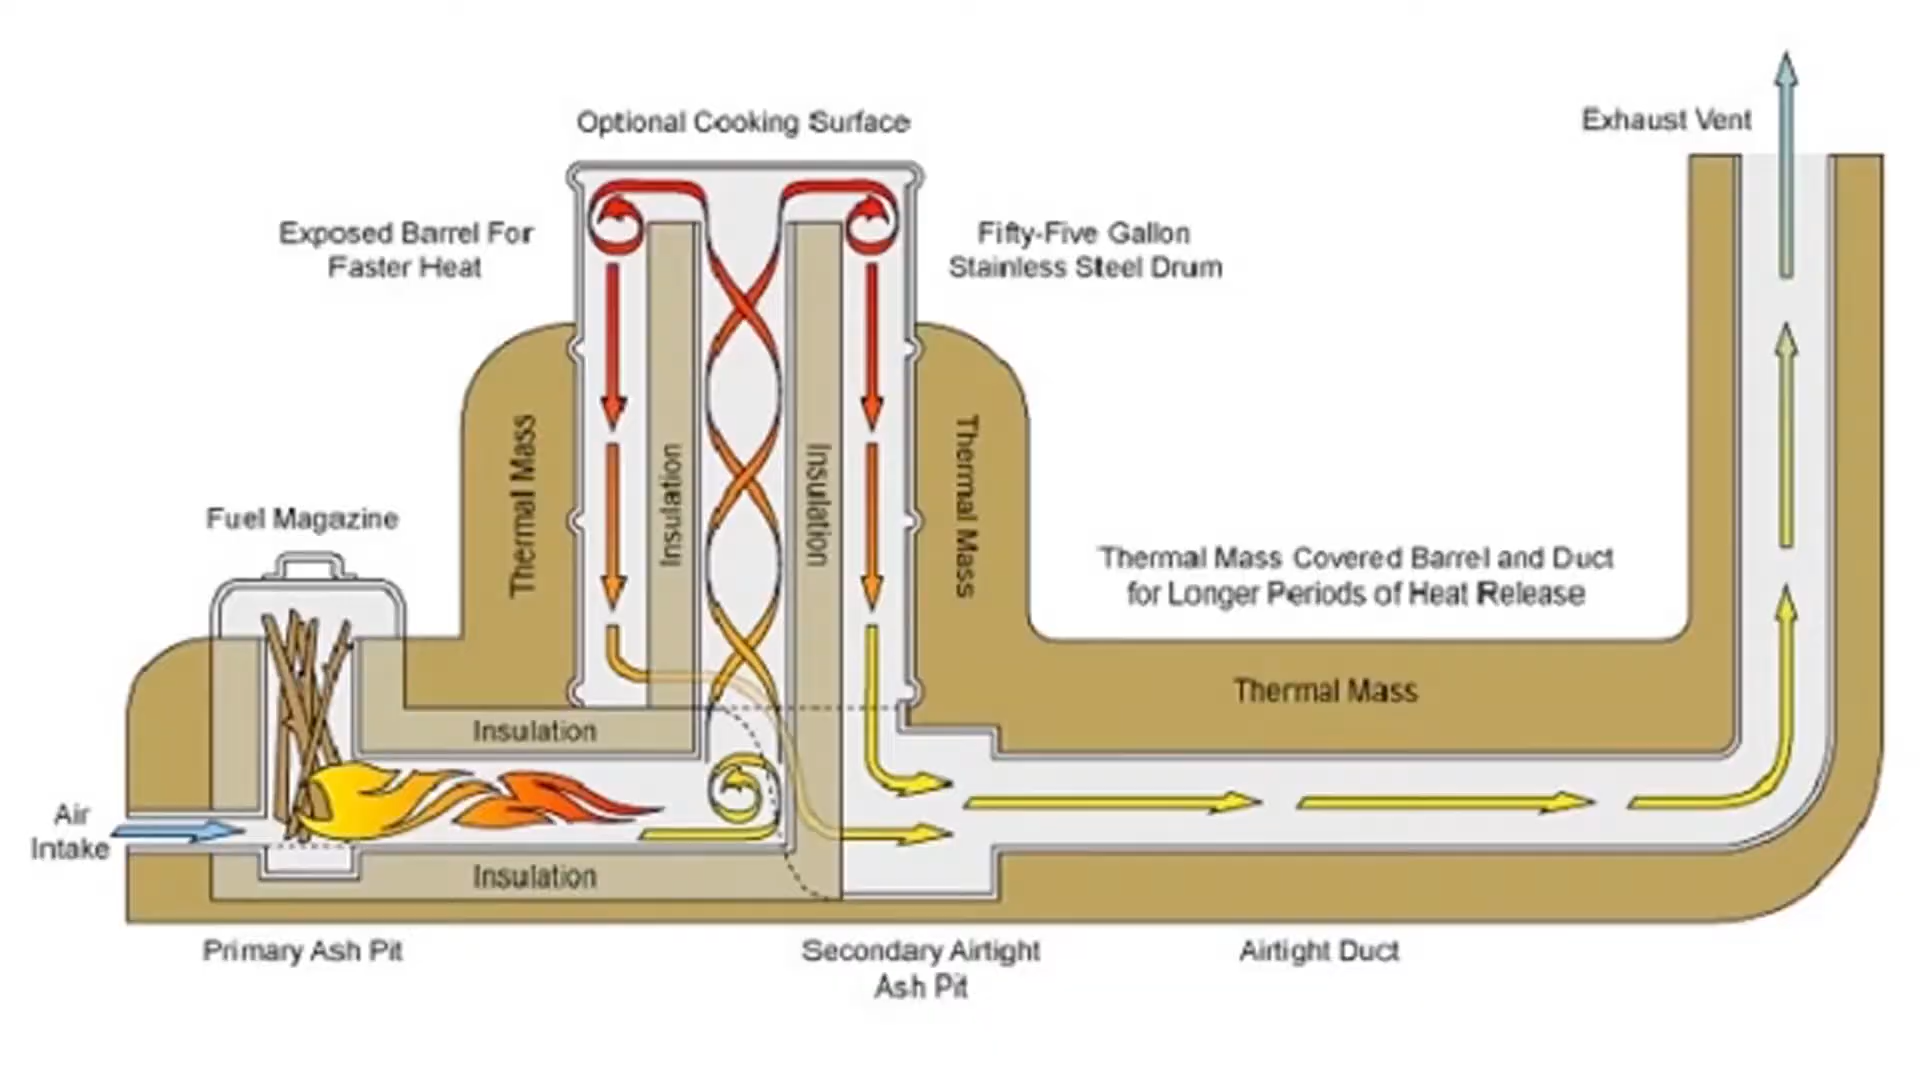 Optional Cooking Surface
Exhaust Vent
Exposed Barrel For
Faster Heat
Fifty-Five Gallon
Stainless Steel Drum
Thermal Mass
Insulation
Insulation
Thermal Mass
Fuel Magazine
Thermal Mass Covered Barrel and Duct
for Longer Periods of Heat Release
Thermal Mass
Insulation
Air
Intake
Insulation
Primary Ash Pit
Secondary Airtight
Ash Pit
Airtight Duct